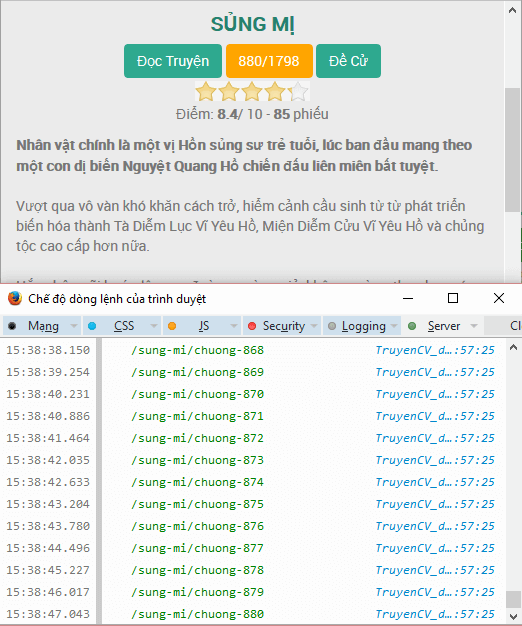 SỦNG MỊ
Đọc Truyện 880/1798 Đề Cử
Điểm: 8.4/ 10 - 85 phiếu
Nhân vật chính là một vị Hồn sủng sư trẻ tuổi, lúc ban đầu mang theo
một con dị biến Nguyệt Quang Hồ chiến đấu liên miên bất tuyệt.
Vượt qua vô vàn khó khăn cách trở, hiểm cảnh cầu sinh từ từ phát triển
biến hóa thành Tà Diễm Lục Vĩ Yêu Hồ, Miện Diễm Cửu Vĩ Yêu Hồ và chủng
tộc cao cấp hơn nữa.
Chế độ dòng lệnh của trình duyệt
Mạng CSS JS Security Logging Server Cl
15:38:38.150 /sung-mi/chuong-868 TruyenCV_d…:57:25
15:38:39.254 /sung-mi/chuong-869 TruyenCV_d…:57:25
15:38:40.231 /sung-mi/chuong-870 TruyenCV_d…:57:25
15:38:40.886 /sung-mi/chuong-871 TruyenCV_d…:57:25
15:38:41.464 /sung-mi/chuong-872 TruyenCV_d…:57:25
15:38:42.035 /sung-mi/chuong-873 TruyenCV_d…:57:25
15:38:42.633 /sung-mi/chuong-874 TruyenCV_d…:57:25
15:38:43.204 /sung-mi/chuong-875 TruyenCV_d…:57:25
15:38:43.780 /sung-mi/chuong-876 TruyenCV_d…:57:25
15:38:44.496 /sung-mi/chuong-877 TruyenCV_d…:57:25
15:38:45.227 /sung-mi/chuong-878 TruyenCV_d…:57:25
15:38:46.017 /sung-mi/chuong-879 TruyenCV_d…:57:25
15:38:47.043 /sung-mi/chuong-880 TruyenCV_d…:57:25